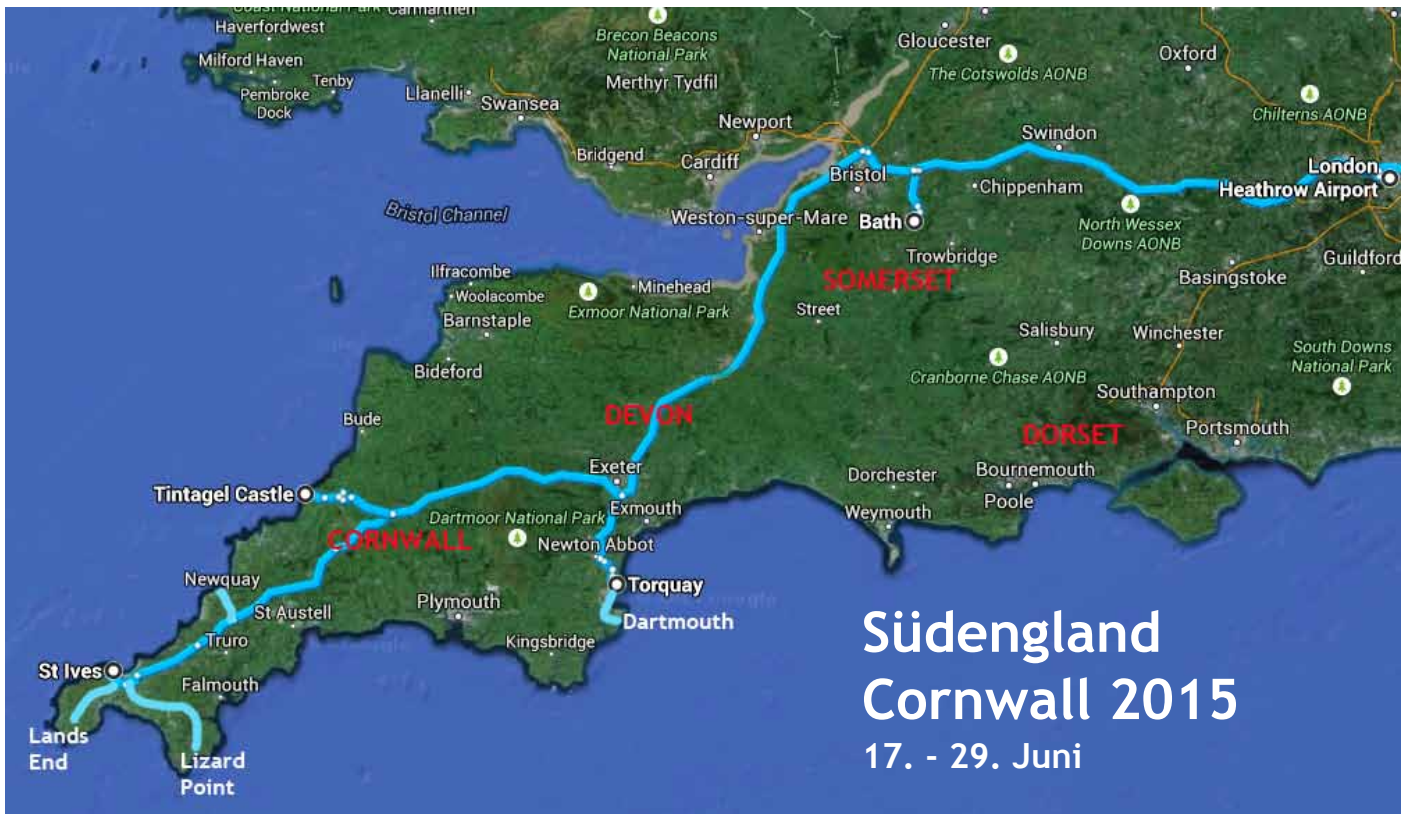 Haverfordwest
Carmarthen
Milford Haven
Tenby
Pembroke
Dock
Llanelli
Swansea
Brecon Beacons
National Park
Merthyr Tydfil
Bridgend
Cardiff
Newport
Gloucester
The Cotswolds AONB
Oxford
Chilterns AONB
Swindon
London
Heathrow Airport
Bristol
Chippenham
North Wessex
Downs AONB
Bristol Channel
Weston-super-Mare
Bath
Trowbridge
Basingstoke
Guildford
SOMERSET
Ilfracombe
Woolacombe
Barnstaple
Minehead
Exmoor National Park
Street
Salisbury
Winchester
South Downs
National Park
Bideford
Cranborne Chase AONB
Southampton
Portsmouth
Bude
DEVON
DORSET
Exeter
Dorchester
Bournemouth
Poole
Tintagel Castle
Exmouth
Weymouth
Dartmoor National Park
CORNWALL
Newton Abbot
Newquay
Torquay
St Austell
Plymouth
Dartmouth
Truro
Kingsbridge
St Ives
Falmouth
Lands
End
Lizard
Point
Südengland
Cornwall 2015
17. - 29. Juni